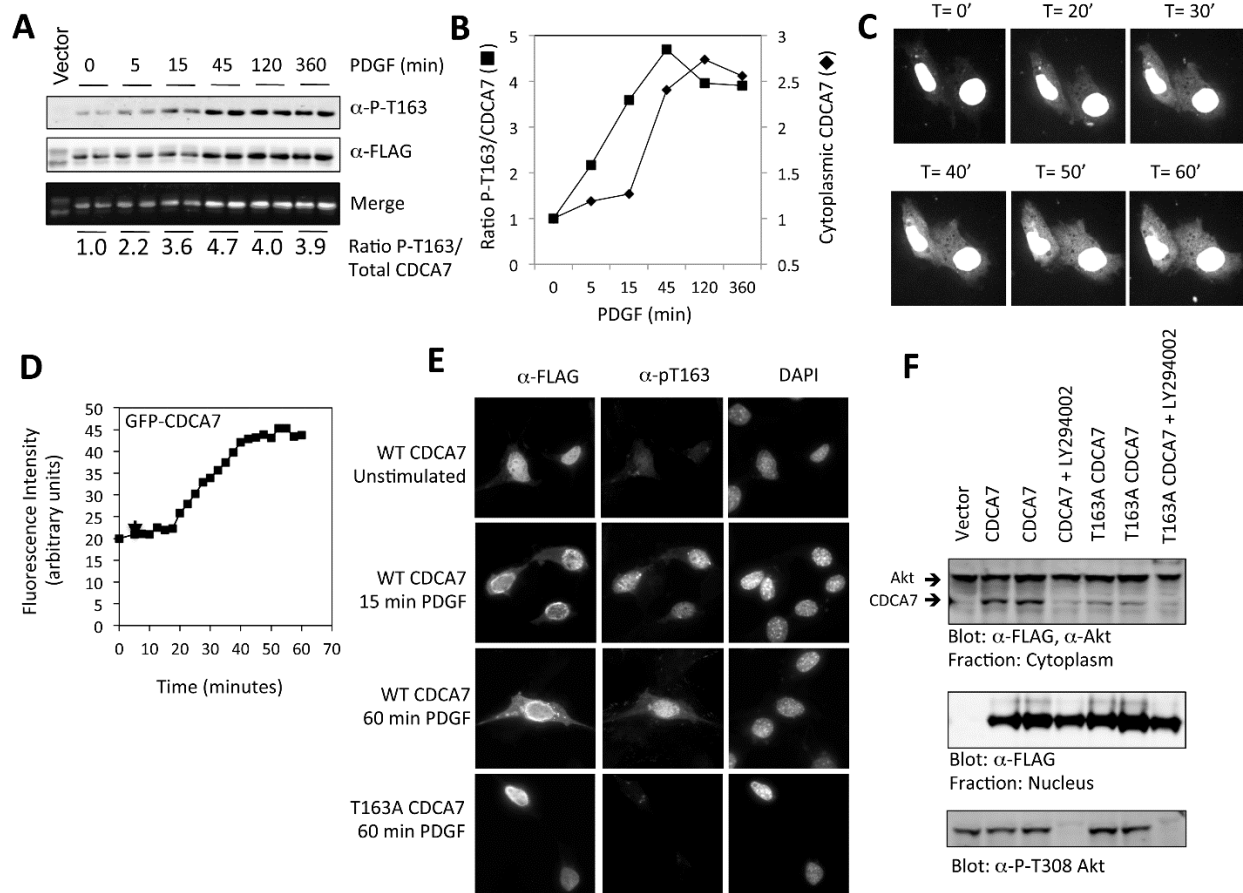 A
Vector
0 5 15 45 120 360 PDGF (min)
α-P-T163
α-FLAG
Merge
1.0 2.2 3.6 4.7 4.0 3.9 Ratio P-T163/
Total CDCA7
B
Ratio P-T163/CDCA7 (■)
5
4
3
2
1
0
Cytoplasmic CDCA7 (◆)
3
2.5
2
1.5
1
0.5
0 5 15 45 120 360
PDGF (min)
C
T= 0’ T= 20’ T= 30’
T= 40’ T= 50’ T= 60’
D
GFP-CDCA7
Fluorescence Intensity
(arbitrary units)
50
45
40
35
30
25
20
15
10
5
0
0 10 20 30 40 50 60 70
Time (minutes)
E
α-FLAG α-pT163 DAPI
WT CDCA7
Unstimulated
WT CDCA7
15 min PDGF
WT CDCA7
60 min PDGF
T163A CDCA7
60 min PDGF
F
Vector
CDCA7
CDCA7
CDCA7 + LY294002
T163A CDCA7
T163A CDCA7
T163A CDCA7 + LY294002
Akt ➔
CDCA7 ➔
Blot: α-FLAG, α-Akt
Fraction: Cytoplasm
Blot: α-FLAG
Fraction: Nucleus
Blot: α-P-T308 Akt